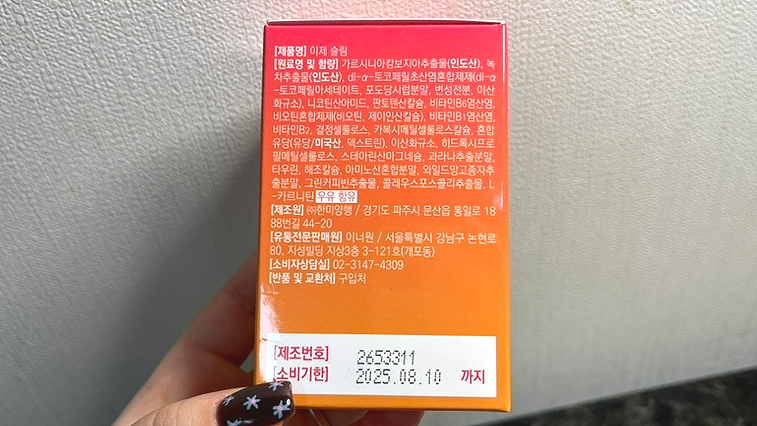 [제품명] 이제 슬림
[원료명 및 함량] 가르시니아캄보지아추출물(인도산), 녹
차추출물(인도산), dl-α-토코페릴초산염혼합제제(dl-α
-토코페릴아세테이트, 포도당시럽분말, 변성전분, 이산
화규소), 니코틴산아미드, 판토텐산칼슘, 비타민B6염산염,
비오틴혼합제제(비오틴, 제이인산칼슘), 비타민B1염산염,
비타민B2, 결정셀룰로스, 카복시메틸셀룰로스칼슘, 혼합
유당(유당/미국산, 덱스트린), 이산화규소, 히드록시프로
필메틸셀룰로스, 스테아린산마그네슘, 과라나추출분말,
타우린, 해조칼슘, 아미노산혼합분말, 와일드망고종자추
출분말, 그린커피빈추출물, 콜레우스포스콜리추출물, L
-카르니틴 우유 함유
[제조원] ㈜한미양행 / 경기도 파주시 문산읍 통일로 18
88번길 44-20
[유통전문판매원] 이너원 / 서울특별시 강남구 논현로
80, 지성빌딩 지상3층 3-121호(개포동)
[소비자상담실] 02-3147-4309
[반품 및 교환처] 구입처
[제조번호] 2653311
[소비기한] 2025.08.10 까지